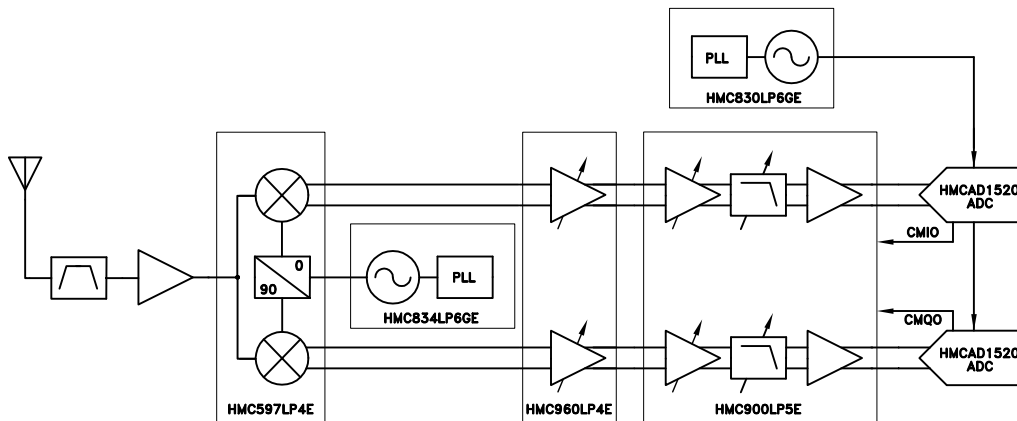 PLL
HMC830LP6GE
HMCAD1520
ADC
CMIO
0
90
PLL
HMC834LP6GE
CMQO
HMCAD1520
ADC
HMC597LP4E
HMC960LP4E
HMC900LP5E